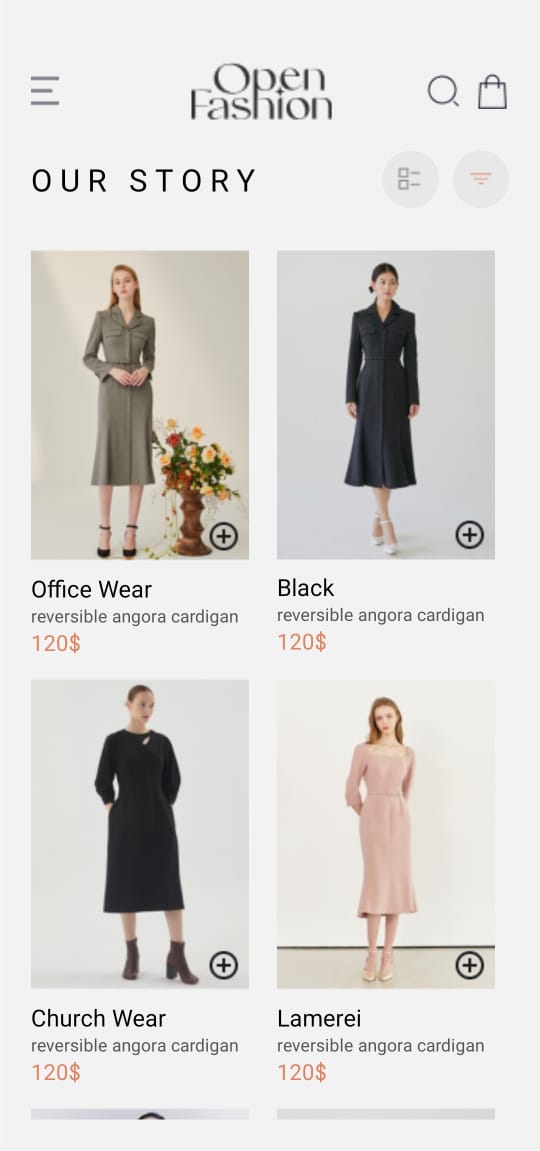 Open
Fashion
OUR STORY
Office Wear
reversible angora cardigan
120$
Black
reversible angora cardigan
120$
Church Wear
reversible angora cardigan
120$
Lamerei
reversible angora cardigan
120$